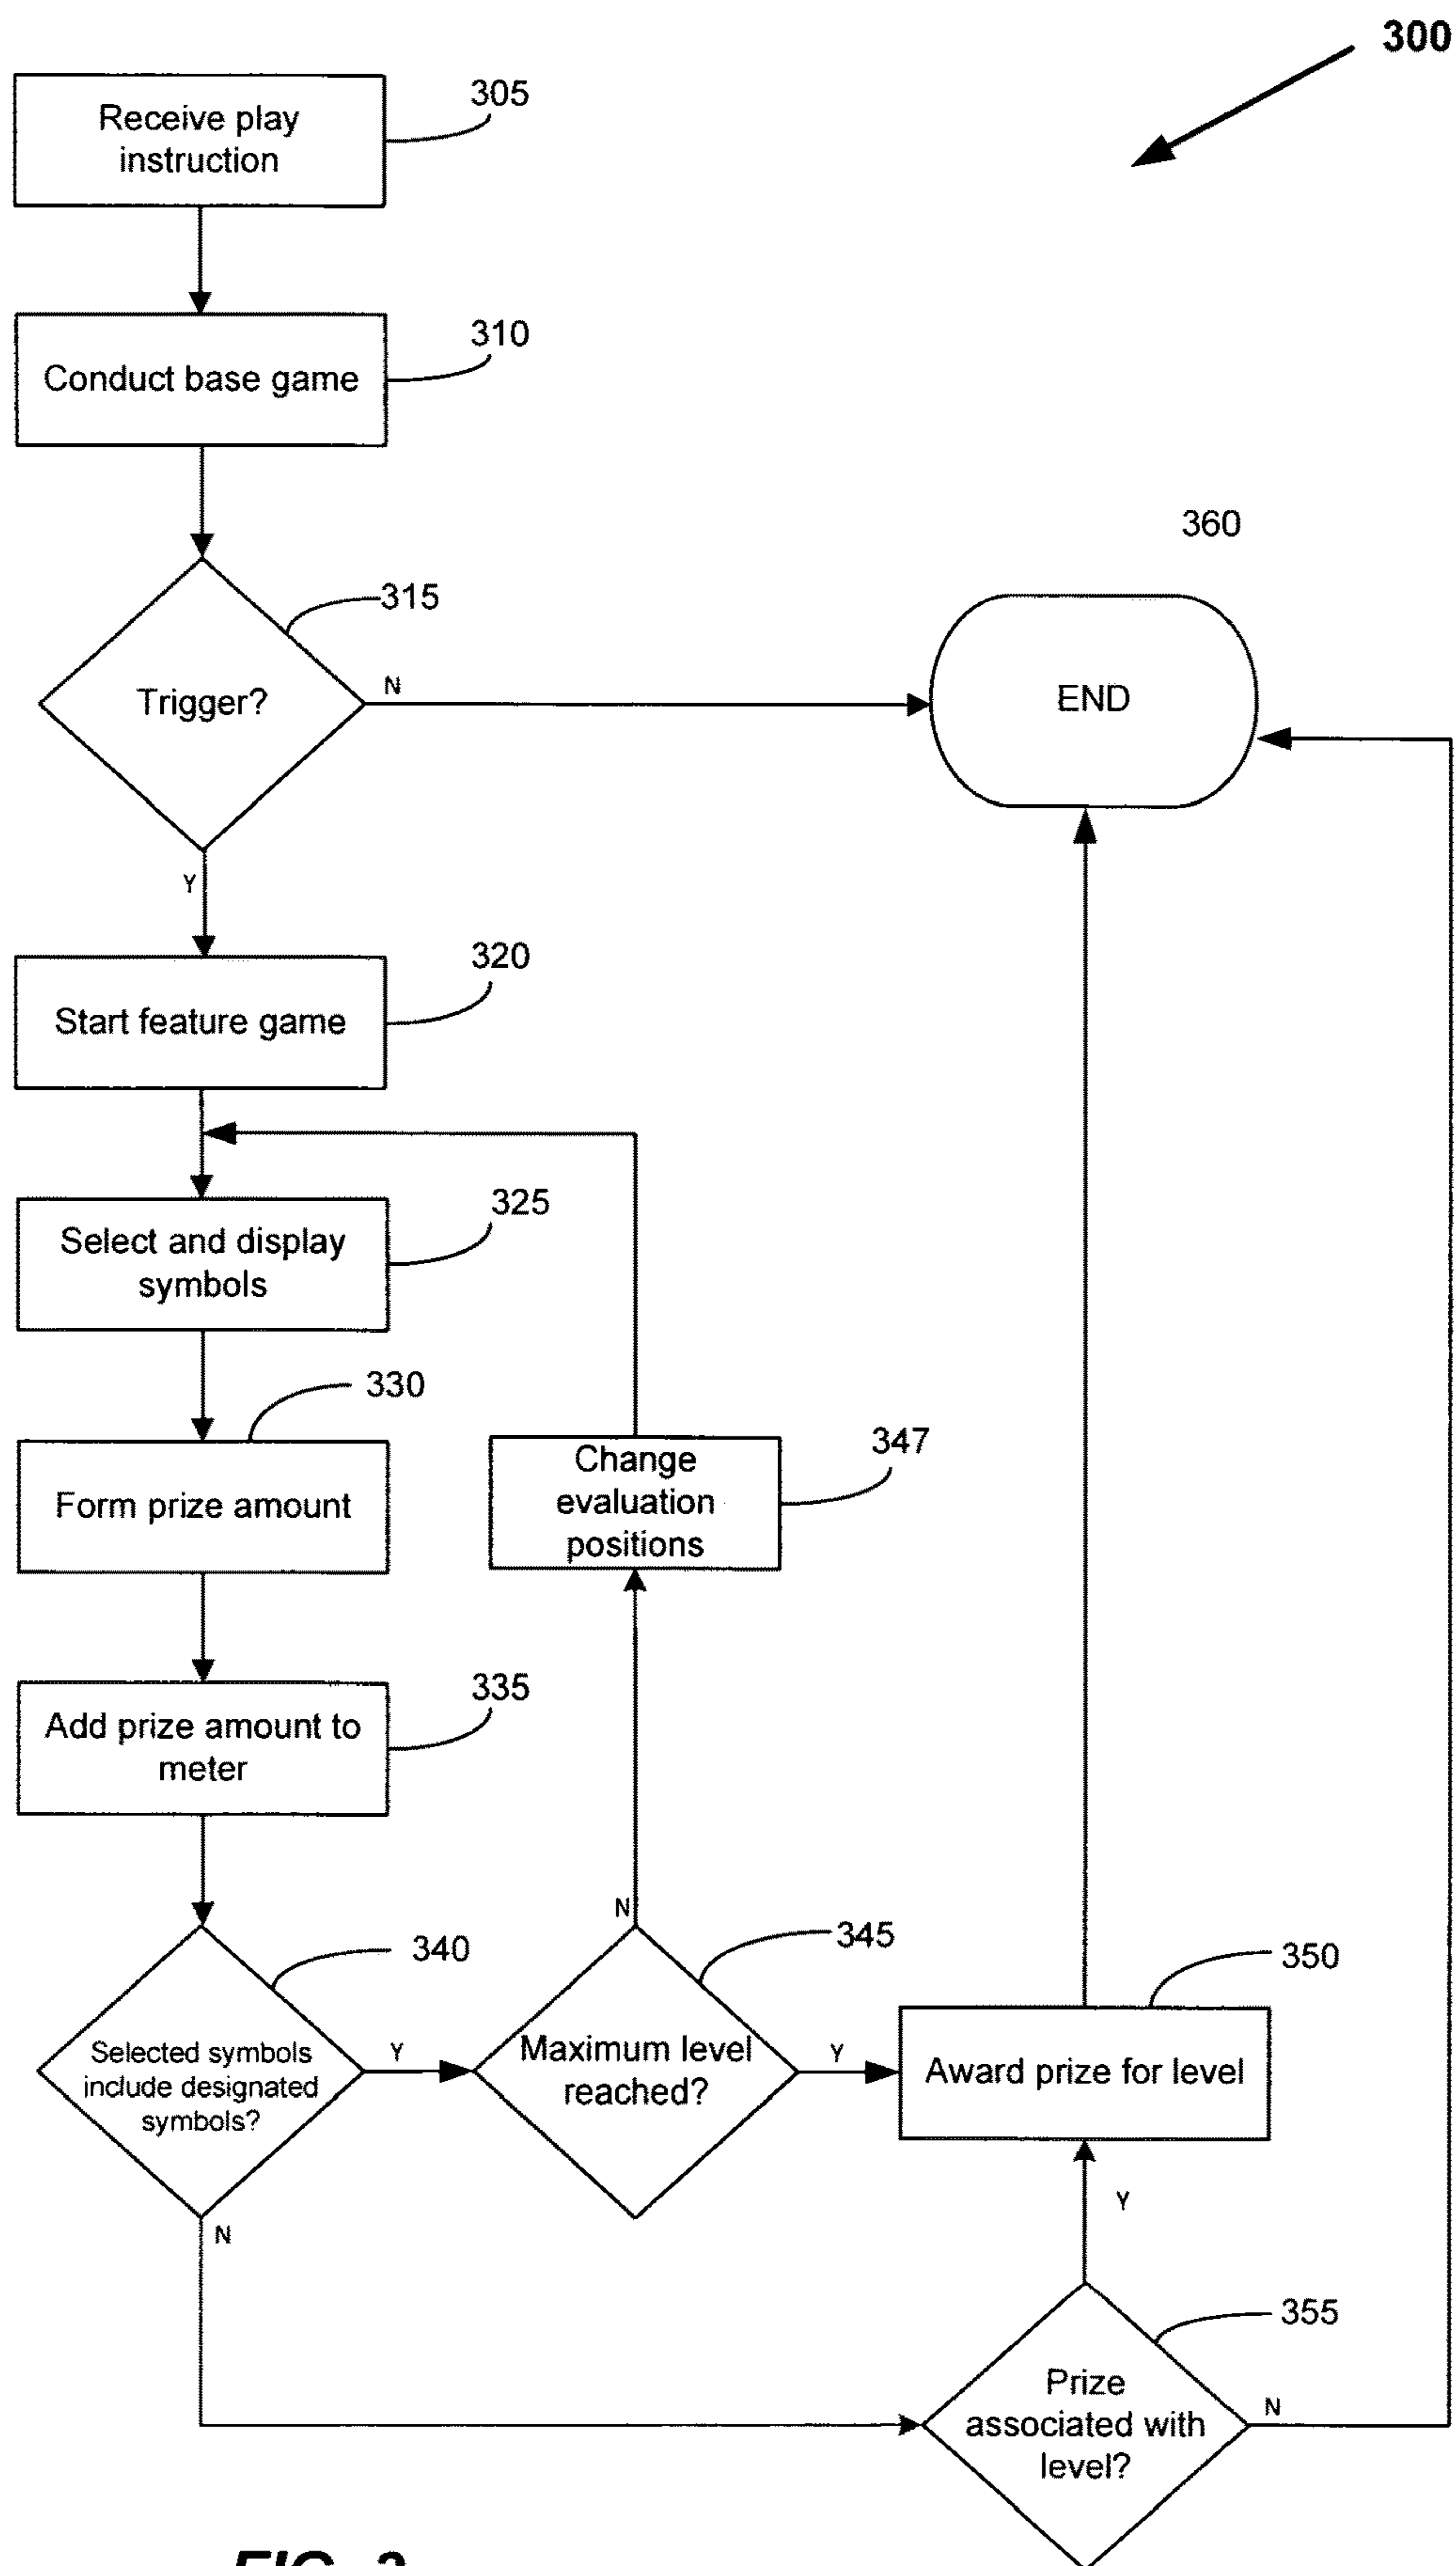 300
305
Receive play
instruction
310
Conduct base game
360
315
Trigger?
N
END
Y
320
Start feature game
325
Select and display
symbols
330
Form prize amount
347
Change
evaluation
positions
335
Add prize amount to
meter
N
340
345
350
Selected symbols
include designated
symbols?
Y
Maximum level
reached?
Y
Award prize for level
N
Y
355
Prize
associated with
level?
N